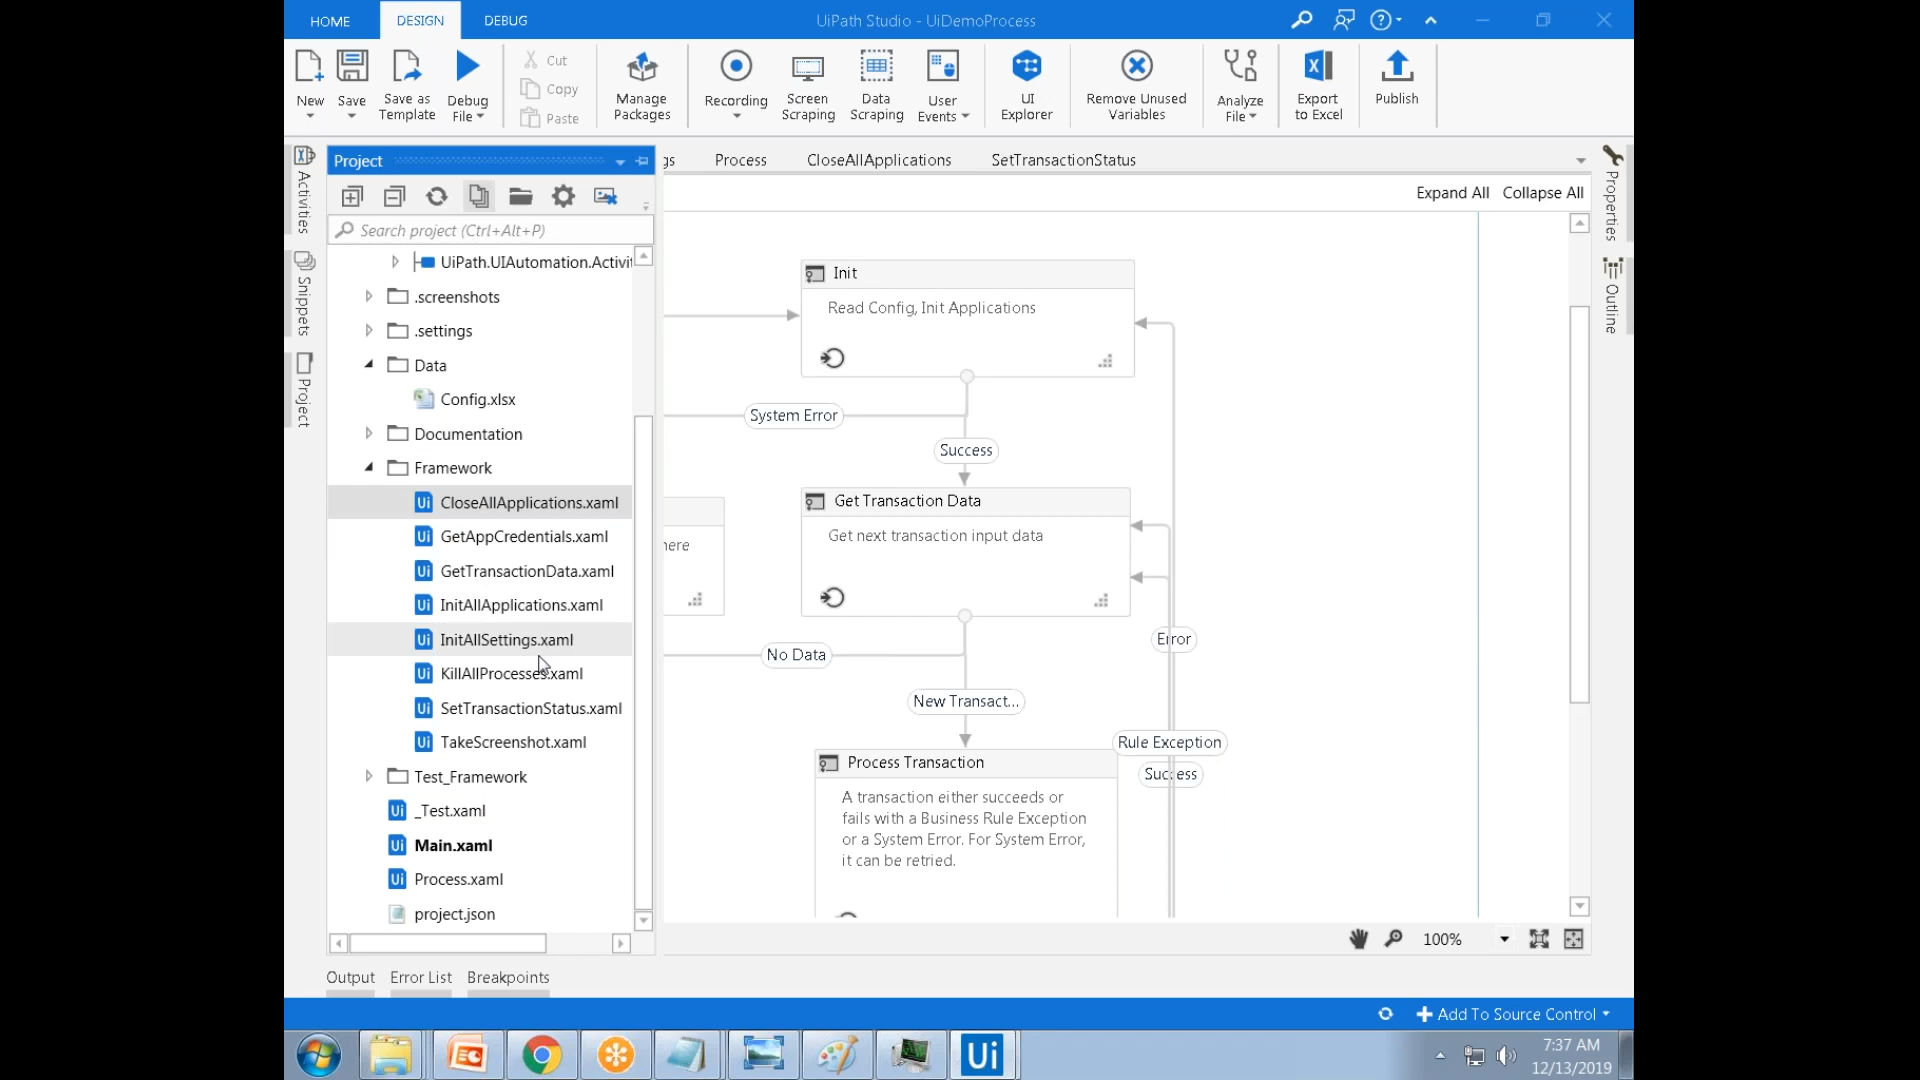 HOME
DESIGN
DEBUG
UiPath Studio - UiDemoProcess
New
Save
Save as
Template
Debug
File
Cut
Copy
Paste
Manage
Packages
Recording
Screen
Scraping
Data
Scraping
User
Events
UI
Explorer
Remove Unused
Variables
Analyze
File
Export
to Excel
Publish
Activities
Snippets
Project
Project
Search project (Ctrl+Alt+P)
UiPath.UIAutomation.Activit
.screenshots
.settings
Data
Config.xlsx
Documentation
Framework
CloseAllApplications.xaml
GetAppCredentials.xaml
GetTransactionData.xaml
InitAllApplications.xaml
InitAllSettings.xaml
KillAllProcesses.xaml
SetTransactionStatus.xaml
TakeScreenshot.xaml
Test_Framework
_Test.xaml
Main.xaml
Process.xaml
project.json
gs
Process
CloseAllApplications
SetTransactionStatus
Expand All
Collapse All
Init
Read Config, Init Applications
System Error
Success
Get Transaction Data
Get next transaction input data
here
No Data
Error
New Transact...
Rule Exception
Success
Process Transaction
A transaction either succeeds or
fails with a Business Rule Exception
or a System Error. For System Error,
it can be retried.
100%
Properties
Outline
Output
Error List
Breakpoints
Add To Source Control
Ui
7:37 AM
12/13/2019